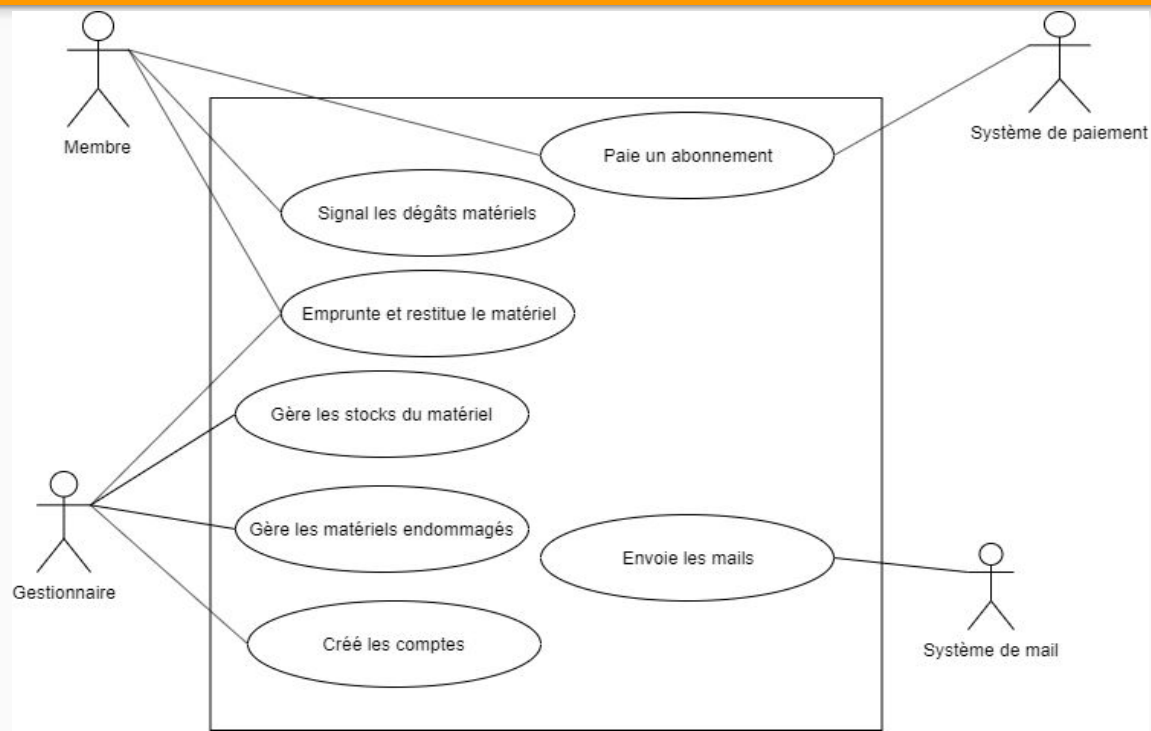 Membre
Système de paiement
Paie un abonnement
Signal les dégâts matériels
Emprunte et restitue le matériel
Gère les stocks du matériel
Gère les matériels endommagés
Envoie les mails
Gestionnaire
Créé les comptes
Système de mail